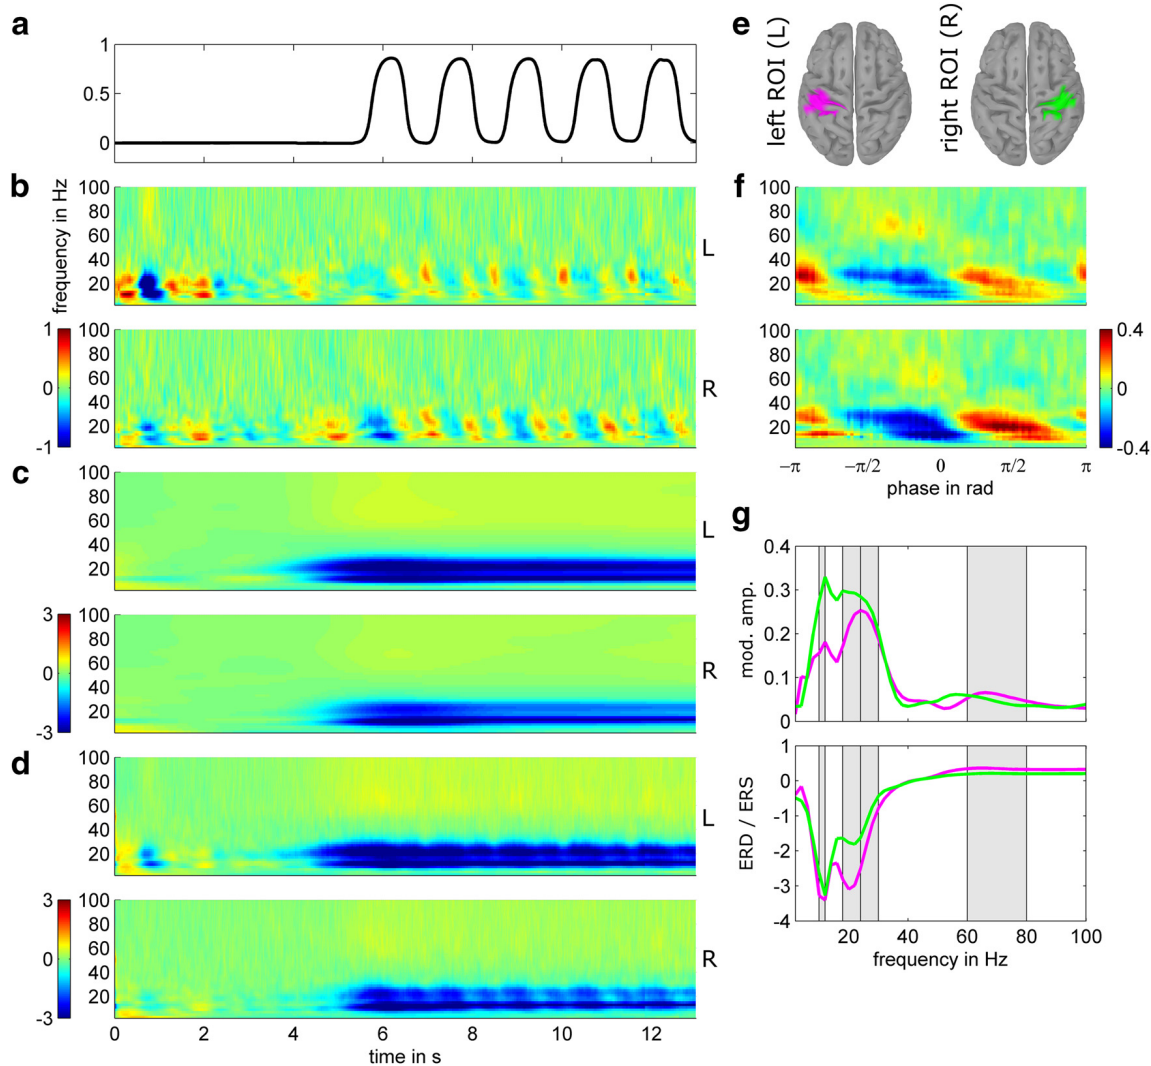 a
1
0.5
0
b
frequency in Hz
100
80
60
40
20
L
1
0
-1
100
80
60
40
20
R
c
100
80
60
40
20
L
3
0
-3
100
80
60
40
20
R
d
100
80
60
40
20
L
3
0
-3
100
80
60
40
20
R
0 2 4 6 8 10 12
time in s
e
left ROI (L)
right ROI (R)
f
100
80
60
40
20
100
80
60
40
20
0.4
0
-0.4
−π −π/2 0 π/2 π
phase in rad
g
mod. amp.
0.4
0.3
0.2
0.1
0
ERD / ERS
1
0
-1
-2
-3
-4
20 40 60 80 100
frequency in Hz